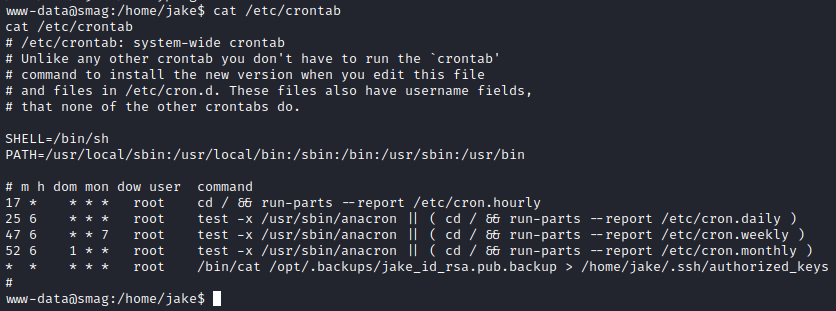 www-data@smag:/home/jake$ cat /etc/crontab
cat /etc/crontab
# /etc/crontab: system-wide crontab
# Unlike any other crontab you don't have to run the `crontab'
# command to install the new version when you edit this file
# and files in /etc/cron.d. These files also have username fields,
# that none of the other crontabs do.

SHELL=/bin/sh
PATH=/usr/local/sbin:/usr/local/bin:/sbin:/bin:/usr/sbin:/usr/bin

# m h dom mon dow user  command
17 *    * * *   root    cd / && run-parts --report /etc/cron.hourly
25 6    * * *   root    test -x /usr/sbin/anacron || ( cd / && run-parts --report /etc/cron.daily )
47 6    * * 7   root    test -x /usr/sbin/anacron || ( cd / && run-parts --report /etc/cron.weekly )
52 6    1 * *   root    test -x /usr/sbin/anacron || ( cd / && run-parts --report /etc/cron.monthly )
*  *    * * *   root    /bin/cat /opt/.backups/jake_id_rsa.pub.backup > /home/jake/.ssh/authorized_keys
#
www-data@smag:/home/jake$